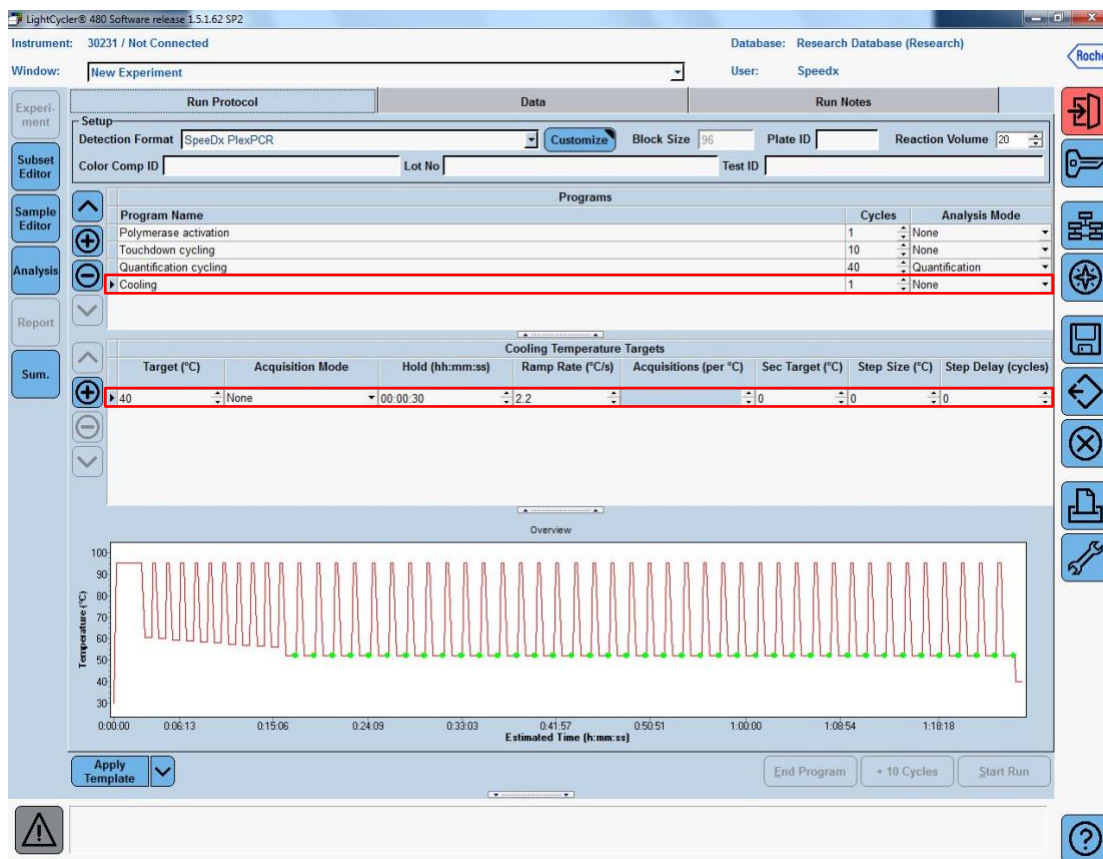 LightCycler® 480 Software release 1.5.1.62 SP2
Instrument: 30231 / Not Connected
Database: Research Database (Research)
Window: New Experiment
User: Speedx
Roche
Experi-
ment
Subset
Editor
Sample
Editor
Analysis
Report
Sum.
Run Protocol Data Run Notes
Setup
Detection Format SpeeDx PlexPCR Customize Block Size 96 Plate ID Reaction Volume 20
Color Comp ID Lot No Test ID
Programs
Program Name Cycles Analysis Mode
Polymerase activation 1 None
Touchdown cycling 10 None
Quantification cycling 40 Quantification
Cooling 1 None
Cooling Temperature Targets
Target (°C) Acquisition Mode Hold (hh:mm:ss) Ramp Rate (°C/s) Acquisitions (per °C) Sec Target (°C) Step Size (°C) Step Delay (cycles)
40 None 00:00:30 2.2 0 0 0
Overview
Temperature (°C)
100
90
80
70
60
50
40
30
0:00:00 0:06:13 0:15:06 0:24:09 0:33:03 0:41:57 0:50:51 1:00:00 1:08:54 1:18:18
Estimated Time (h:mm:ss)
Apply
Template
End Program + 10 Cycles Start Run